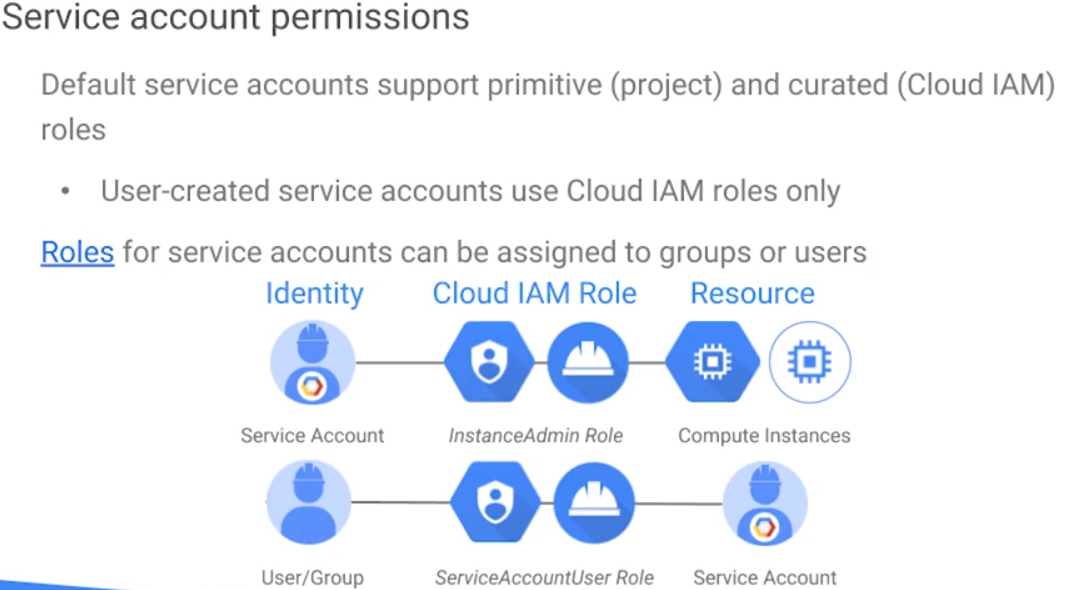 Service account permissions
Default service accounts support primitive (project) and curated (Cloud IAM)
roles
• User-created service accounts use Cloud IAM roles only
Roles for service accounts can be assigned to groups or users
Identity Cloud IAM Role Resource
Service Account InstanceAdmin Role Compute Instances
User/Group ServiceAccountUser Role Service Account